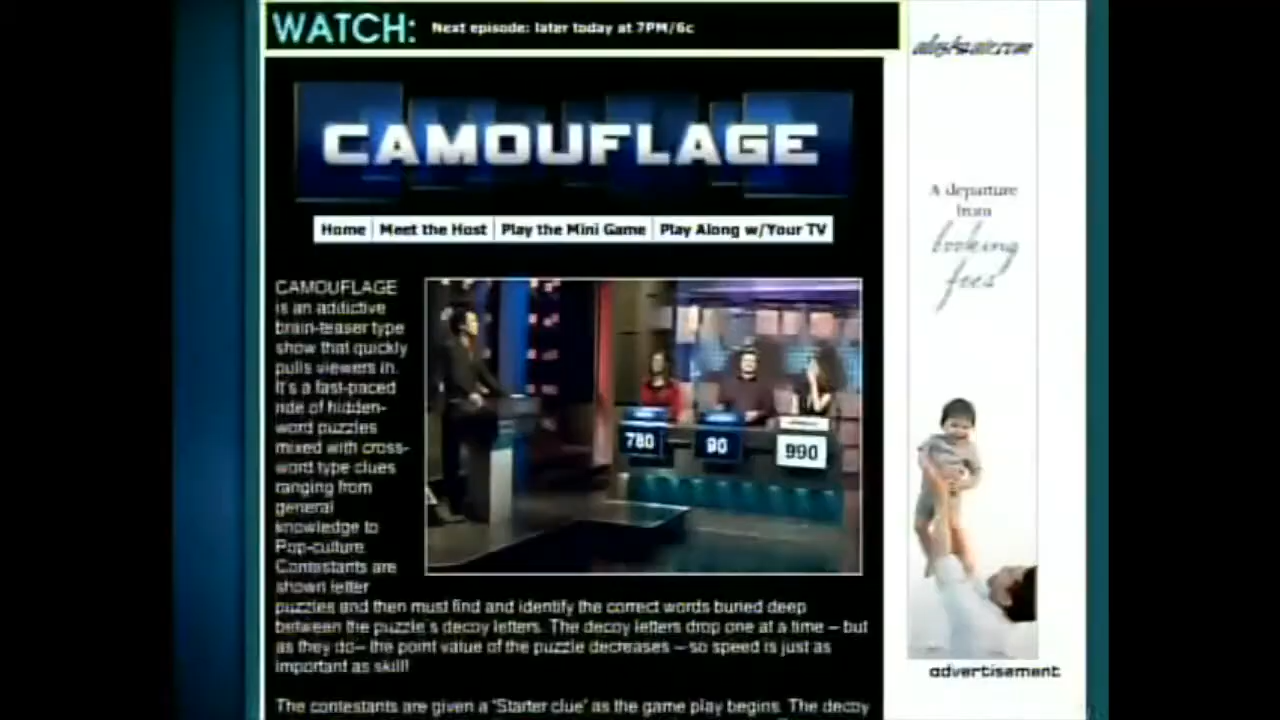 WATCH: Next episode: later today at 7PM/6c
alaskaair.com
CAMOUFLAGE
A departure
from
booking
fees
Home Meet the Host Play the Mini Game Play Along w/Your TV
CAMOUFLAGE
is an addictive
brain-teaser type
show that quickly
pulls viewers in.
It's a fast-paced
ride of hidden-
word puzzles
mixed with cross-
word type clues
ranging from
general
knowledge to
Pop-culture.
Contestants are
shown letter
puzzles and then must find and identify the correct words buried deep
between the puzzle's decoy letters. The decoy letters drop one at a time – but
as they do– the point value of the puzzle decreases – so speed is just as
important as skill!
780 90 990
advertisement
The contestants are given a 'Starter clue' as the game play begins. The decoy